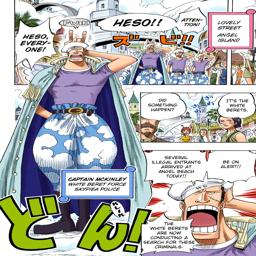 HESO,
EVERY-
ONE!
HESO!!
ATTEN-
TION!
LOVELY
STREET
ANGEL
ISLAND
ズビ!!
DID
SOMETHING
HAPPEN?
IT'S THE
WHITE
BERETS.
CAPTAIN MCKINLEY
WHITE BERET FORCE
SKYPIEA POLICE
SEVERAL
ILLEGAL ENTRANTS
ARRIVED AT
ANGEL BEACH
TODAY!
BE ON
ALERT!!
THE
WHITE BERETS
ARE NOW
CONDUCTING
A SEARCH FOR
THESE
CRIMINALS.
どん!